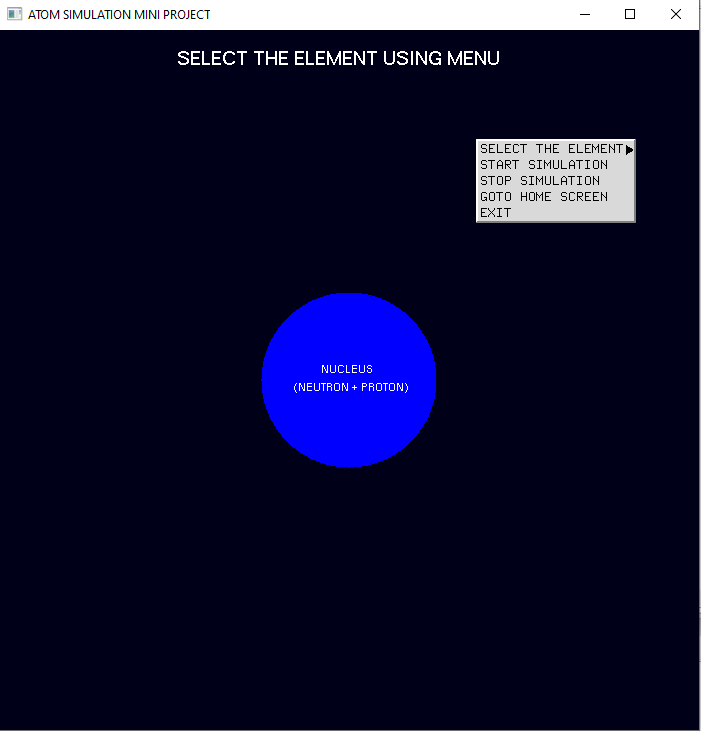 ATOM SIMULATION MINI PROJECT
SELECT THE ELEMENT USING MENU
SELECT THE ELEMENT
START SIMULATION
STOP SIMULATION
GOTO HOME SCREEN
EXIT
NUCLEUS
(NEUTRON + PROTON)